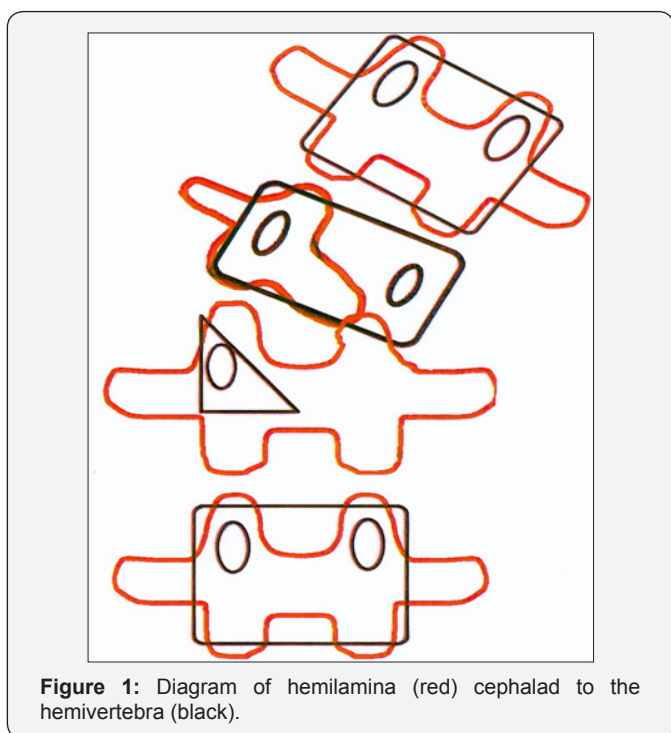 Figure 1: Diagram of hemilamina (red) cephalad to the
hemivertebra (black).